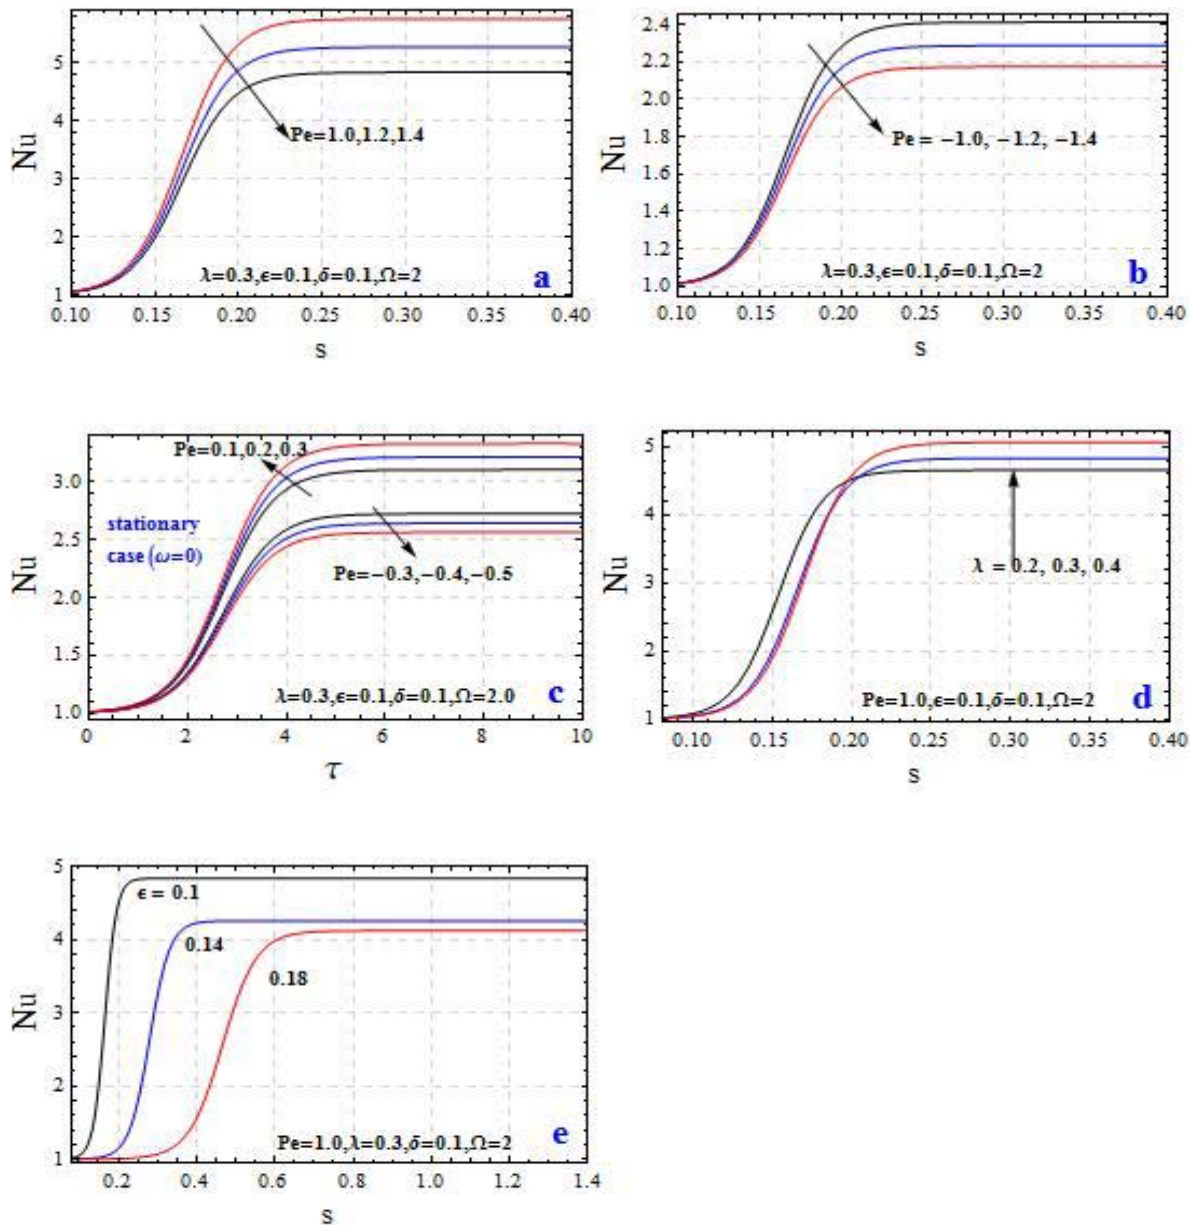 5
4
3
2
1
Nu
Pe=1.0,1.2,1.4
λ=0.3,ϵ=0.1,δ=0.1,Ω=2
a
0.10 0.15 0.20 0.25 0.30 0.35 0.40
s
2.4
2.2
2.0
1.8
1.6
1.4
1.2
1.0
Nu
Pe = −1.0, −1.2, −1.4
λ=0.3,ϵ=0.1,δ=0.1,Ω=2
b
0.10 0.15 0.20 0.25 0.30 0.35 0.40
s
3.0
2.5
2.0
1.5
1.0
Nu
Pe=0.1,0.2,0.3
stationary
case (ω=0)
Pe=−0.3,−0.4,−0.5
λ=0.3,ϵ=0.1,δ=0.1,Ω=2.0
c
0 2 4 6 8 10
τ
5
4
3
2
1
Nu
λ = 0.2, 0.3, 0.4
Pe=1.0,ϵ=0.1,δ=0.1,Ω=2
d
0.10 0.15 0.20 0.25 0.30 0.35 0.40
s
5
4
3
2
1
Nu
ϵ = 0.1
0.14
0.18
Pe=1.0,λ=0.3,δ=0.1,Ω=2
e
0.2 0.4 0.6 0.8 1.0 1.2 1.4
s